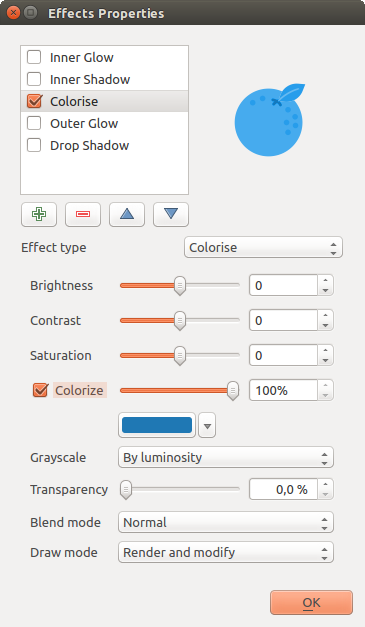 Effects Properties
Inner Glow
Inner Shadow
Colorise
Outer Glow
Drop Shadow
Effect type Colorise
Brightness 0
Contrast 0
Saturation 0
Colorize 100%
Grayscale By luminosity
Transparency 0,0 %
Blend mode Normal
Draw mode Render and modify
OK